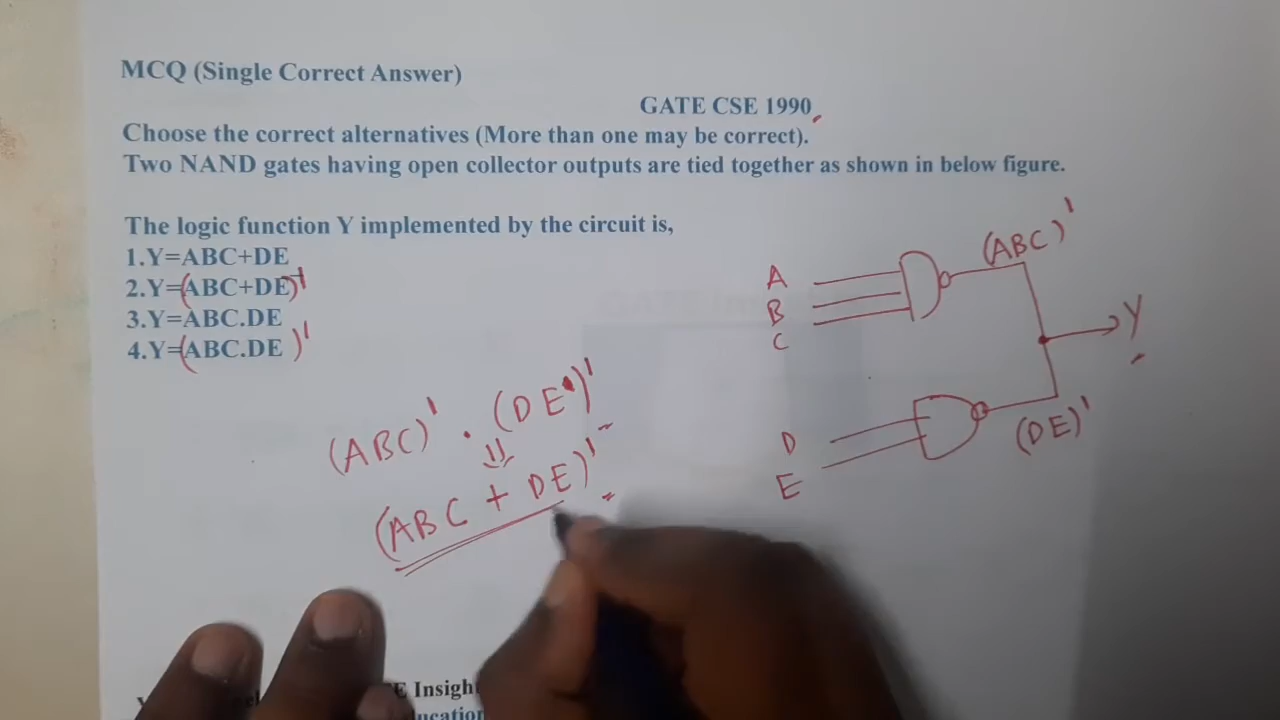 MCQ (Single Correct Answer)
GATE CSE 1990
Choose the correct alternatives (More than one may be correct).
Two NAND gates having open collector outputs are tied together as shown in below figure.
The logic function Y implemented by the circuit is,
1.Y=ABC+DE
2.Y=(ABC+DE)'
3.Y=ABC.DE
4.Y=(ABC.DE)'
A
B
C
(ABC)'
Y
D
E
(DE)'
(ABC)' . (DE)'
(ABC + DE)'